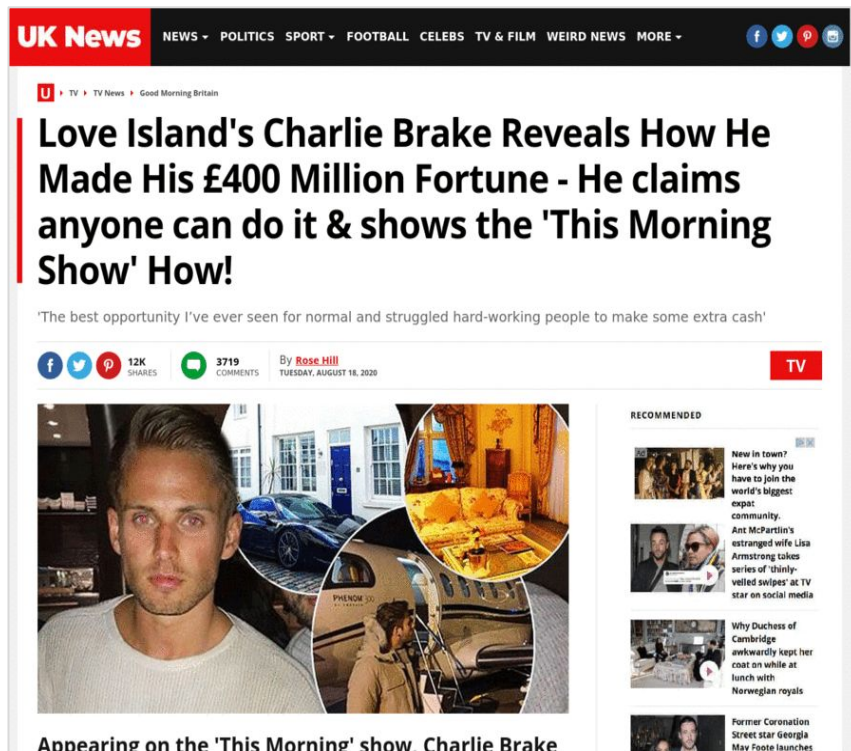 UK News
NEWS POLITICS SPORT FOOTBALL CELEBS TV & FILM WEIRD NEWS MORE
U TV TV News Good Morning Britain
Love Island's Charlie Brake Reveals How He
Made His £400 Million Fortune - He claims
anyone can do it & shows the 'This Morning
Show' How!
'The best opportunity I've ever seen for normal and struggled hard-working people to make some extra cash'
12K
SHARES
3719
COMMENTS
By Rose Hill
TUESDAY, AUGUST 18, 2020
TV
PHENOM 300
Appearing on the 'This Morning' show, Charlie Brake
RECOMMENDED
Ad
New in town?
Here's why you
have to join the
world's biggest
expat
community.
Ant McPartlin's
estranged wife Lisa
Armstrong takes
series of 'thinly-
veiled swipes' at TV
star on social media
Why Duchess of
Cambridge
awkwardly kept her
coat on while at
lunch with
Norwegian royals
Former Coronation
Street star Georgia
May Foote launches